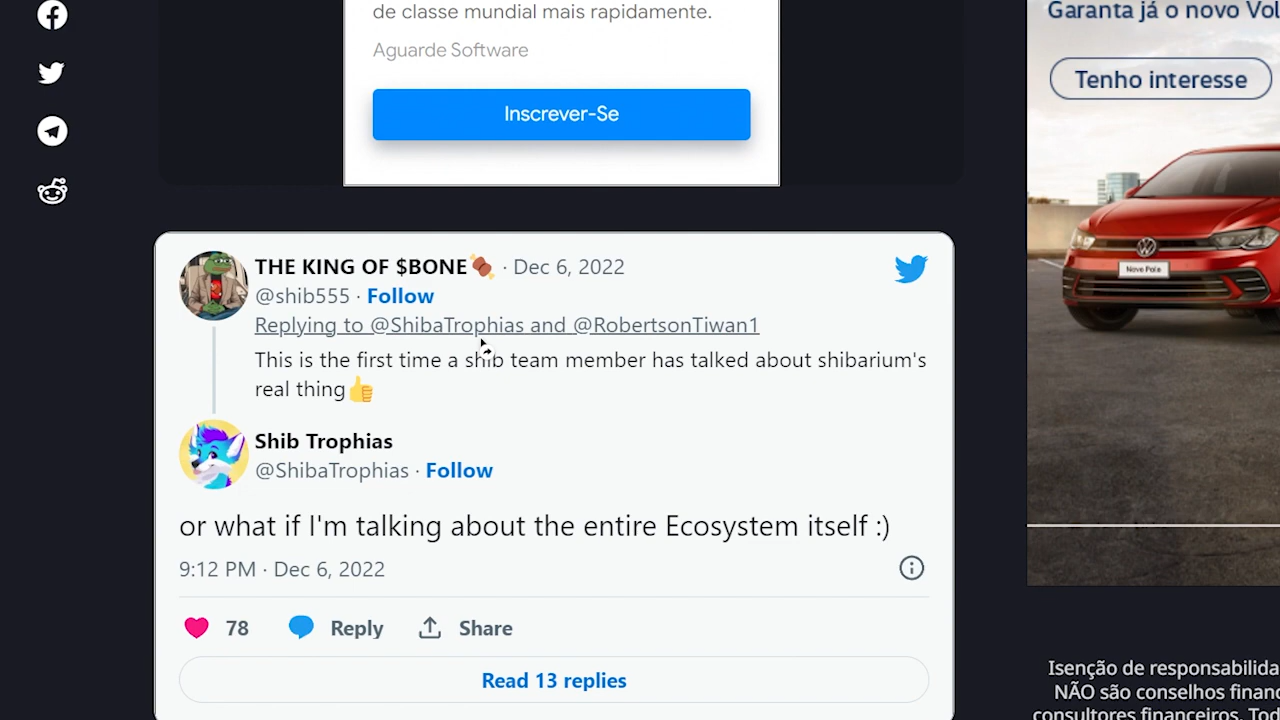 de classe mundial mais rapidamente.
Aguarde Software
Inscrever-Se
Garanta já o novo Vol
Tenho interesse
Novo Polo
THE KING OF $BONE🍖 · Dec 6, 2022
@shib555 · Follow
Replying to @ShibaTrophias and @RobertsonTiwan1
This is the first time a shib team member has talked about shibarium's
real thing👍
Shib Trophias
@ShibaTrophias · Follow
or what if I'm talking about the entire Ecosystem itself :)
9:12 PM · Dec 6, 2022
78 Reply Share
Read 13 replies
Isenção de responsabilida
NÃO são conselhos financ
consultores financeiros. Tod